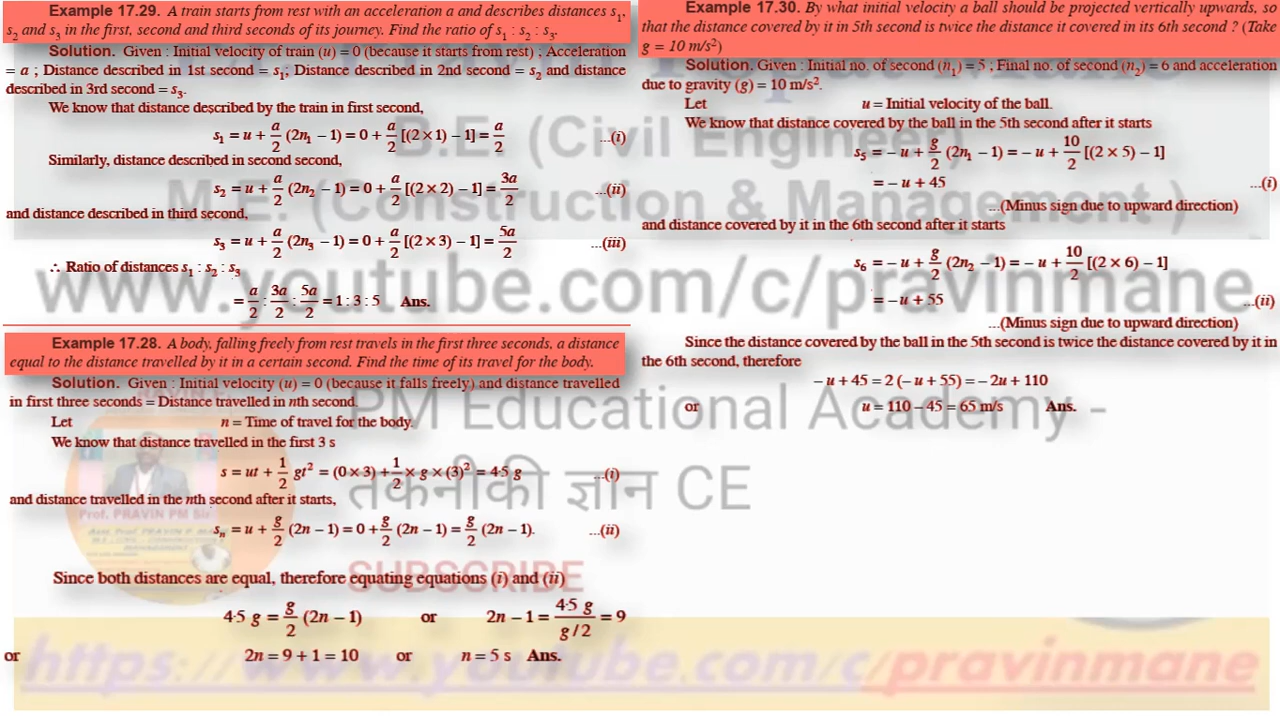 Example 17.29. A train starts from rest with an acceleration a and describes distances s₁,
s₂ and s₃ in the first, second and third seconds of its journey. Find the ratio of s₁ : s₂ : s₃.
Solution. Given : Initial velocity of train (u) = 0 (because it starts from rest) ; Acceleration
= a ; Distance described in 1st second = s₁; Distance described in 2nd second = s₂ and distance
described in 3rd second = s₃.
We know that distance described by the train in first second,
s₁ = u + a/2 (2n₁ – 1) = 0 + a/2 [(2 × 1) – 1] = a/2 ...(i)
Similarly, distance described in second second,
s₂ = u + a/2 (2n₂ – 1) = 0 + a/2 [(2 × 2) – 1] = 3a/2 ...(ii)
and distance described in third second,
s₃ = u + a/2 (2n₃ – 1) = 0 + a/2 [(2 × 3) – 1] = 5a/2 ...(iii)
∴ Ratio of distances s₁ : s₂ : s₃
= a/2 : 3a/2 : 5a/2 = 1 : 3 : 5 Ans.
Example 17.28. A body, falling freely from rest travels in the first three seconds, a distance
equal to the distance travelled by it in a certain second. Find the time of its travel for the body.
Solution. Given : Initial velocity (u) = 0 (because it falls freely) and distance travelled
in first three seconds = Distance travelled in nth second.
Let n = Time of travel for the body.
We know that distance travelled in the first 3 s
s = ut + 1/2 gt² = (0 × 3) + 1/2 × g × (3)² = 4·5 g ...(i)
and distance travelled in the nth second after it starts,
sₙ = u + g/2 (2n – 1) = 0 + g/2 (2n – 1) = g/2 (2n – 1). ...(ii)
Since both distances are equal, therefore equating equations (i) and (ii)
4·5 g = g/2 (2n – 1) or 2n – 1 = 4·5 g / g/2 = 9
or 2n = 9 + 1 = 10 or n = 5 s Ans.
Example 17.30. By what initial velocity a ball should be projected vertically upwards, so
that the distance covered by it in 5th second is twice the distance it covered in its 6th second ? (Take
g = 10 m/s²)
Solution. Given : Initial no. of second (n₁) = 5 ; Final no. of second (n₂) = 6 and acceleration
due to gravity (g) = 10 m/s².
Let u = Initial velocity of the ball.
We know that distance covered by the ball in the 5th second after it starts
s₅ = – u + g/2 (2n₁ – 1) = – u + 10/2 [(2 × 5) – 1]
= – u + 45 ...(i)
...(Minus sign due to upward direction)
and distance covered by it in the 6th second after it starts
s₆ = – u + g/2 (2n₂ – 1) = – u + 10/2 [(2 × 6) – 1]
= – u + 55 ...(ii)
...(Minus sign due to upward direction)
Since the distance covered by the ball in the 5th second is twice the distance covered by it in
the 6th second, therefore
– u + 45 = 2 (– u + 55) = – 2u + 110
or u = 110 – 45 = 65 m/s Ans.
B.E. (Civil Engineer)
M.E. (Construction & Management )
www.youtube.com/c/pravinmane
PM Educational Academy -
तकनीकी ज्ञान CE
Prof. PRAVIN PM Sir
SUBSCRIBE
https://www.youtube.com/c/pravinmane